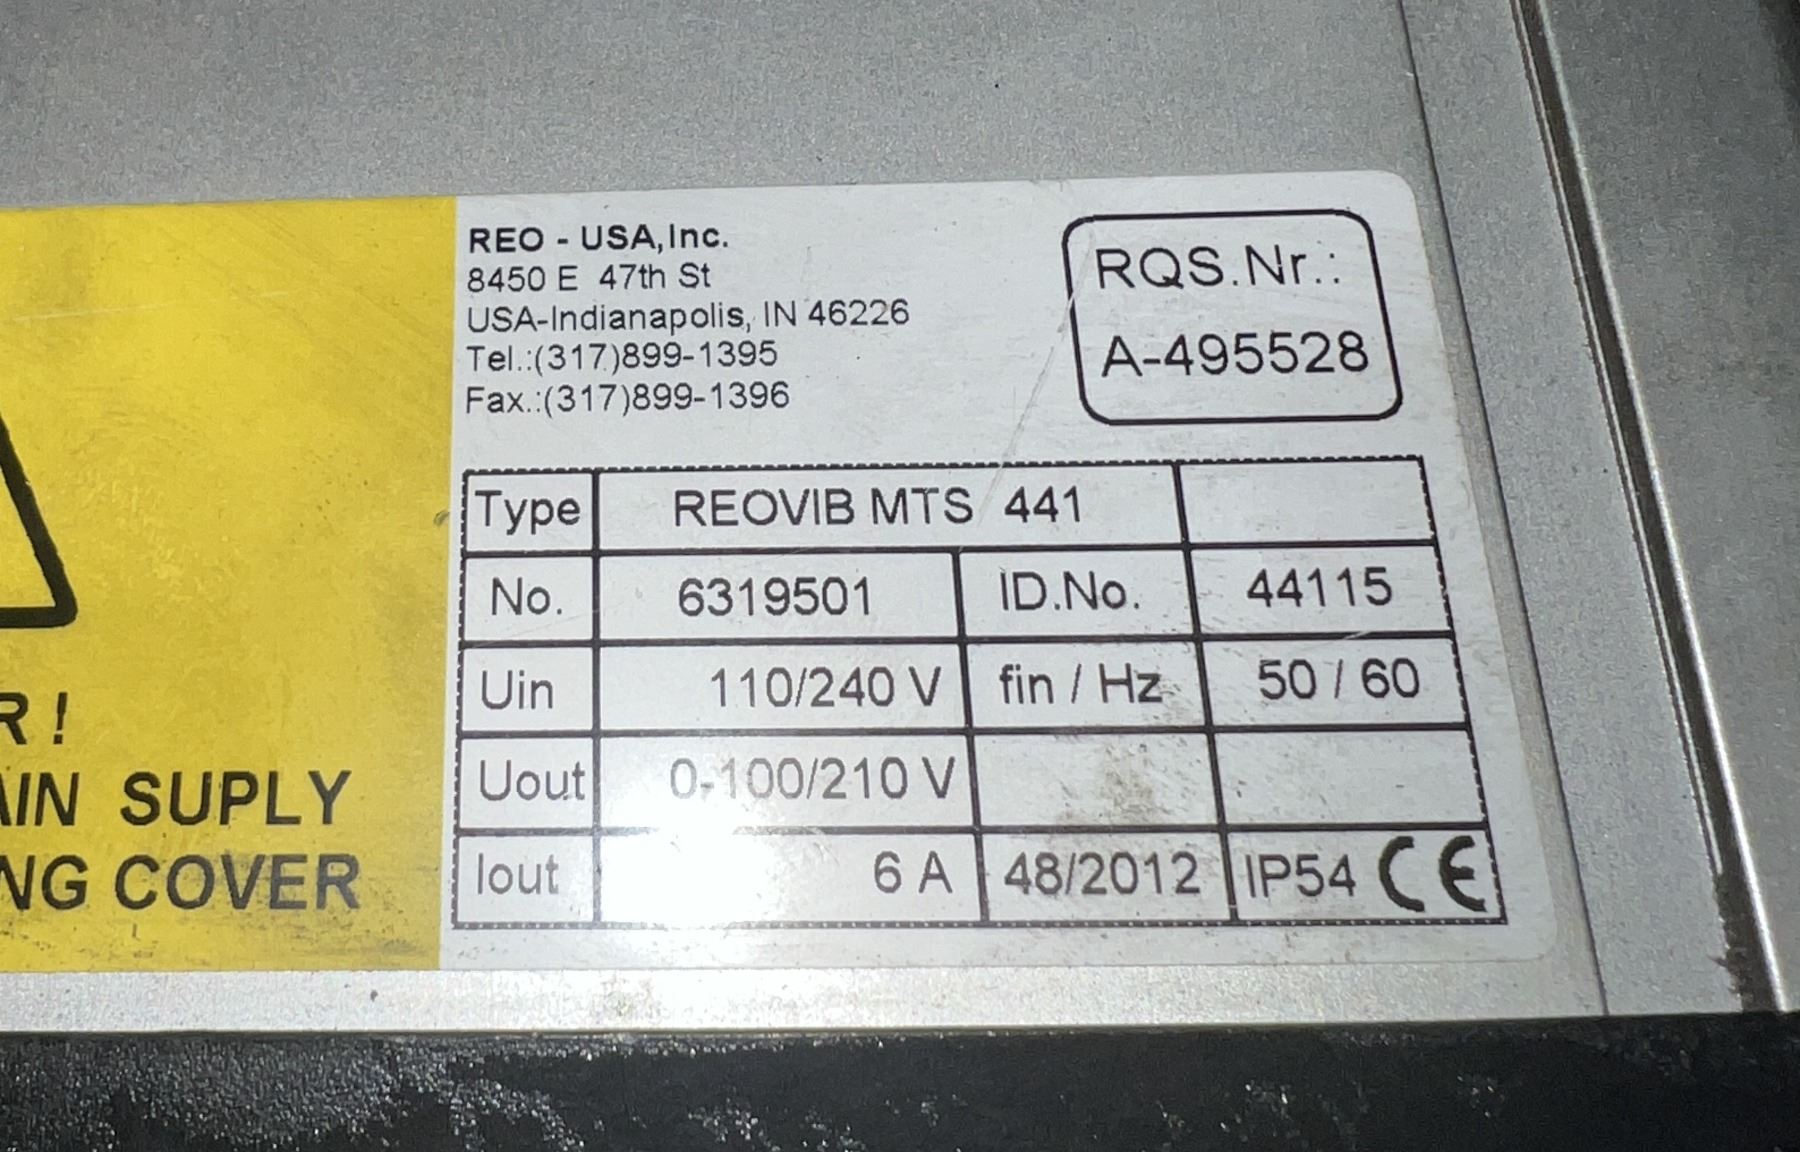 REO - USA,Inc.
8450 E 47th St
USA-Indianapolis, IN 46226
Tel.:(317)899-1395
Fax.:(317)899-1396
RQS.Nr.:
A-495528
Type REOVIB MTS 441
No. 6319501 ID.No. 44115
Uin 110/240 V fin / Hz 50 / 60
Uout 0-100/210 V
Iout 6 A 48/2012 IP54 CE
R !
AIN SUPLY
NG COVER